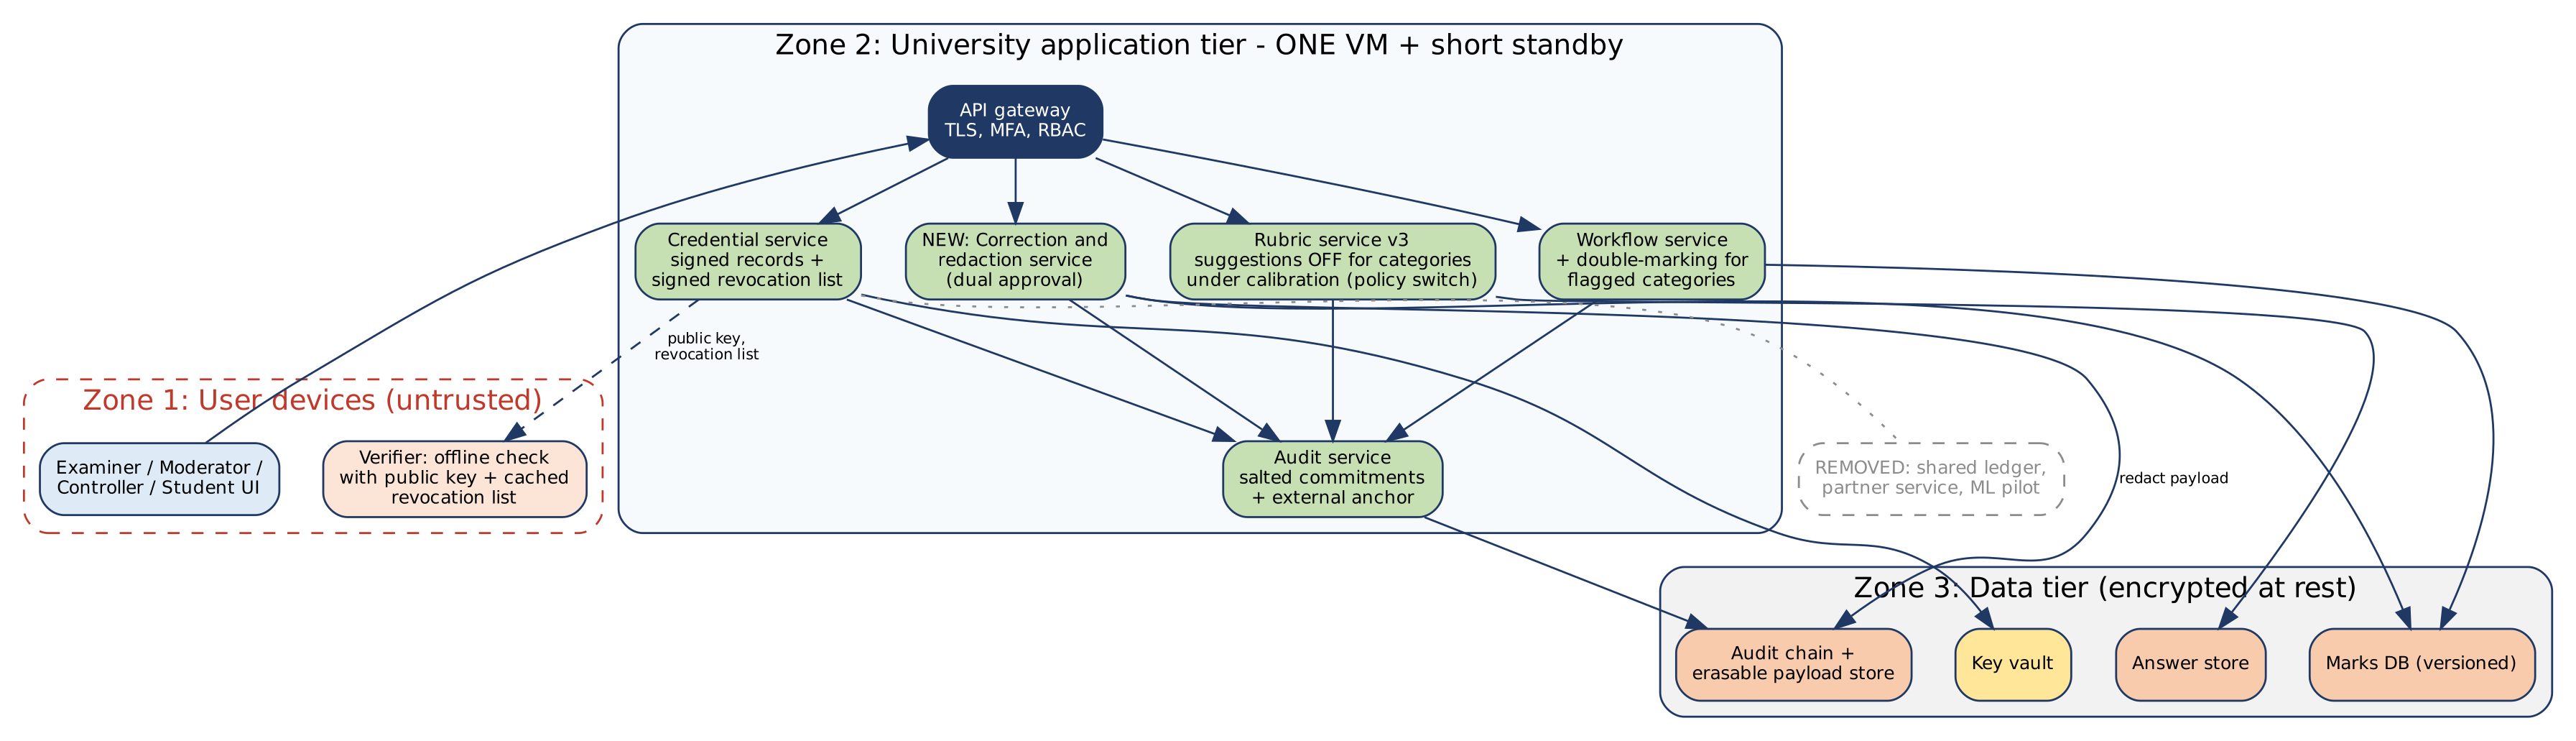 Zone 2: University application tier - ONE VM + short standby
API gateway
TLS, MFA, RBAC
Credential service
signed records +
signed revocation list
NEW: Correction and
redaction service
(dual approval)
Rubric service v3
suggestions OFF for categories
under calibration (policy switch)
Workflow service
+ double-marking for
flagged categories
public key,
revocation list
Zone 1: User devices (untrusted)
Examiner / Moderator /
Controller / Student UI
Verifier: offline check
with public key + cached
revocation list
Audit service
salted commitments
+ external anchor
REMOVED: shared ledger,
partner service, ML pilot
redact payload
Zone 3: Data tier (encrypted at rest)
Audit chain +
erasable payload store
Key vault
Answer store
Marks DB (versioned)